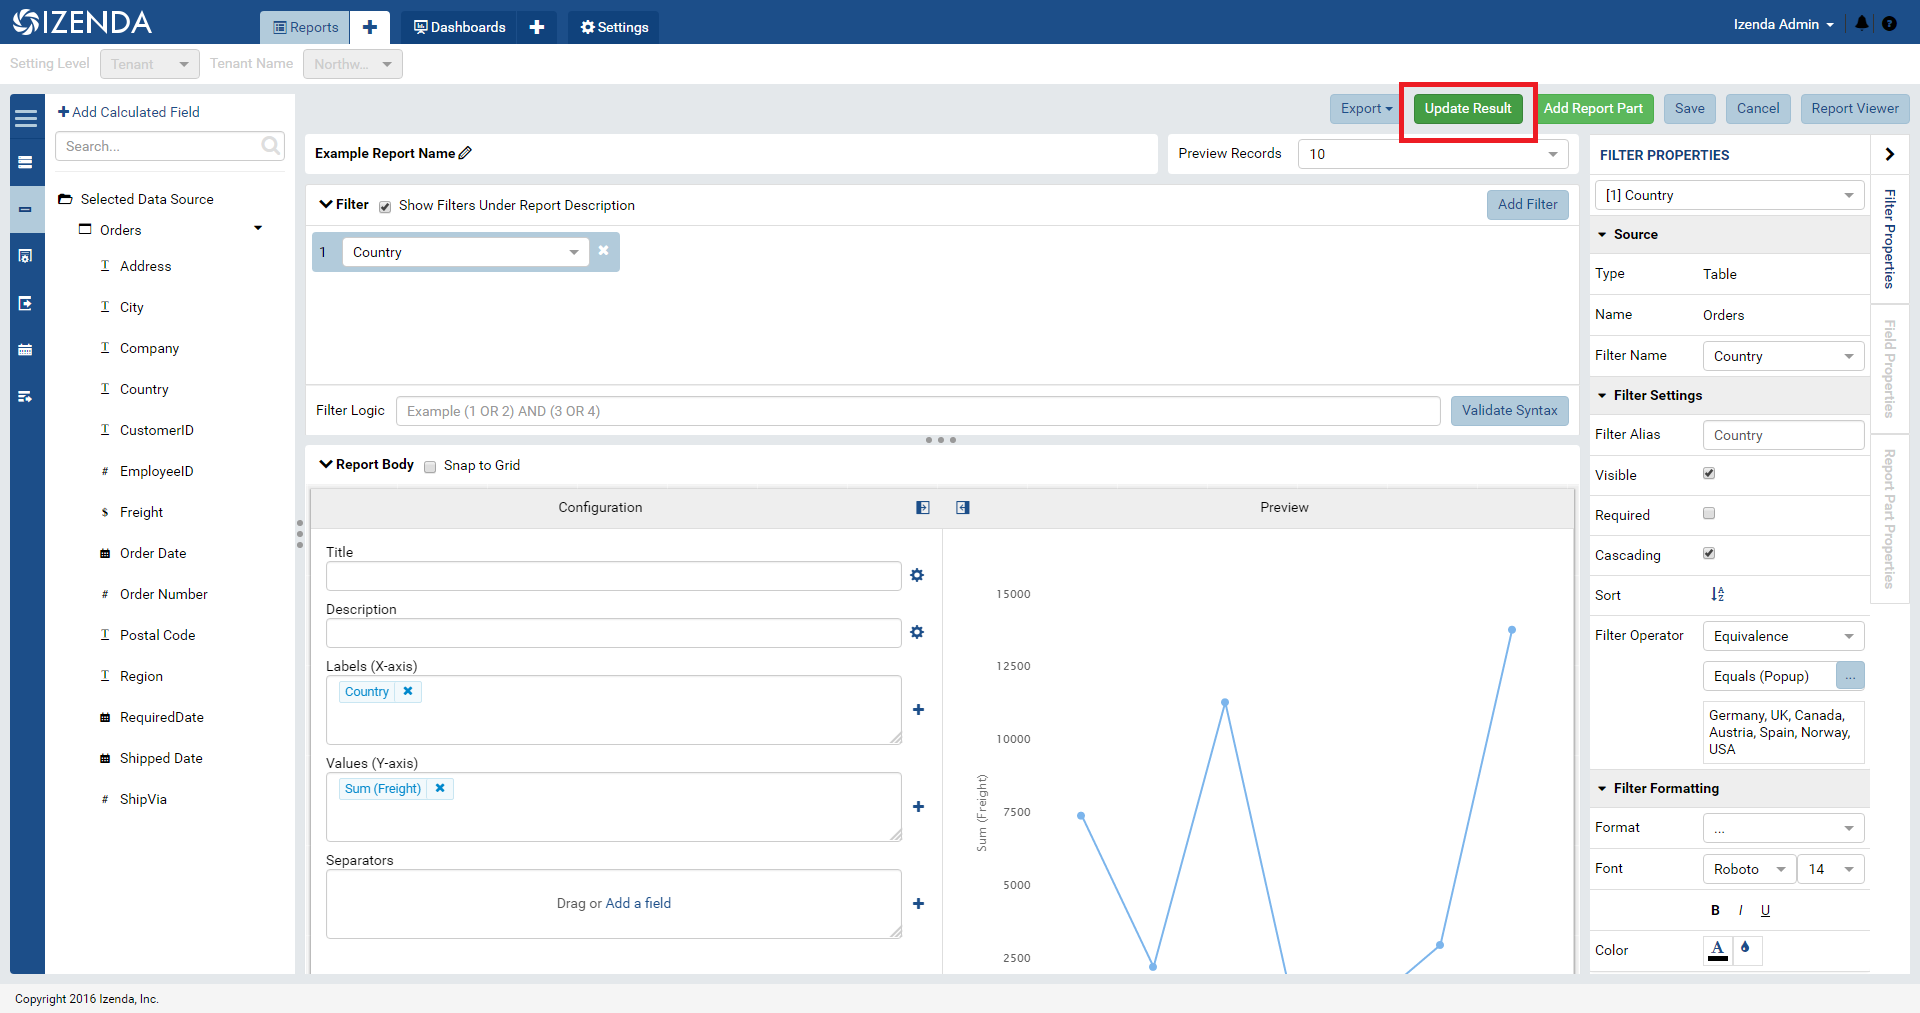 IZENDA
Reports
Dashboards
Settings
Izenda Admin
Setting Level
Tenant
Tenant Name
Northw...
Add Calculated Field
Search...
Selected Data Source
Orders
T Address
T City
T Company
T Country
T CustomerID
# EmployeeID
$ Freight
Order Date
# Order Number
T Postal Code
T Region
RequiredDate
Shipped Date
# ShipVia
Export
Update Result
Add Report Part
Save
Cancel
Report Viewer
Example Report Name
Preview Records
10
Filter
Show Filters Under Report Description
Add Filter
1
Country
Filter Logic
Example (1 OR 2) AND (3 OR 4)
Validate Syntax
Report Body
Snap to Grid
Configuration
Preview
Title
Description
Labels (X-axis)
Country
Values (Y-axis)
Sum (Freight)
Separators
Drag or Add a field
15000
12500
10000
7500
5000
2500
Sum (Freight)
FILTER PROPERTIES
[1] Country
Source
Type
Table
Name
Orders
Filter Name
Country
Filter Settings
Filter Alias
Country
Visible
Required
Cascading
Sort
A
Z
Filter Operator
Equivalence
Equals (Popup)
...
Germany, UK, Canada,
Austria, Spain, Norway,
USA
Filter Formatting
Format
...
Font
Roboto
14
B I U
Color
A
Filter Properties
Field Properties
Report Part Properties
Copyright 2016 Izenda, Inc.